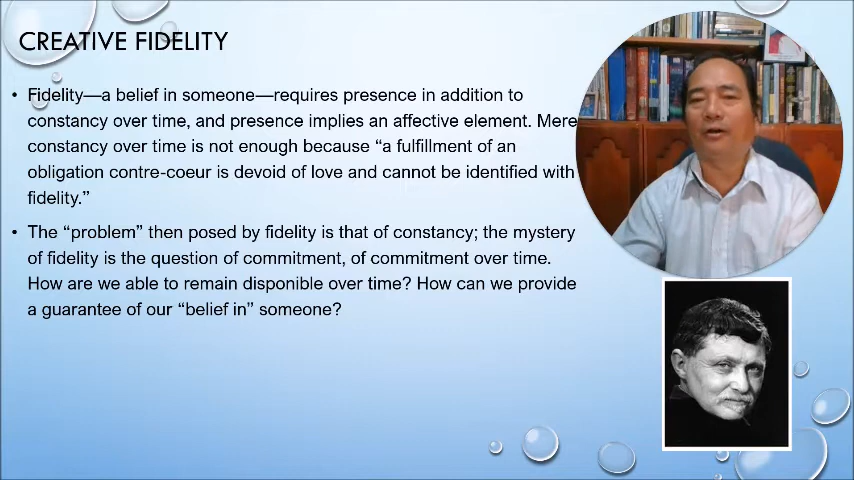 CREATIVE FIDELITY
• Fidelity—a belief in someone—requires presence in addition to
constancy over time, and presence implies an affective element. Mere
constancy over time is not enough because “a fulfillment of an
obligation contre-coeur is devoid of love and cannot be identified with
fidelity.”
• The “problem” then posed by fidelity is that of constancy; the mystery
of fidelity is the question of commitment, of commitment over time.
How are we able to remain disponible over time? How can we provide
a guarantee of our “belief in” someone?